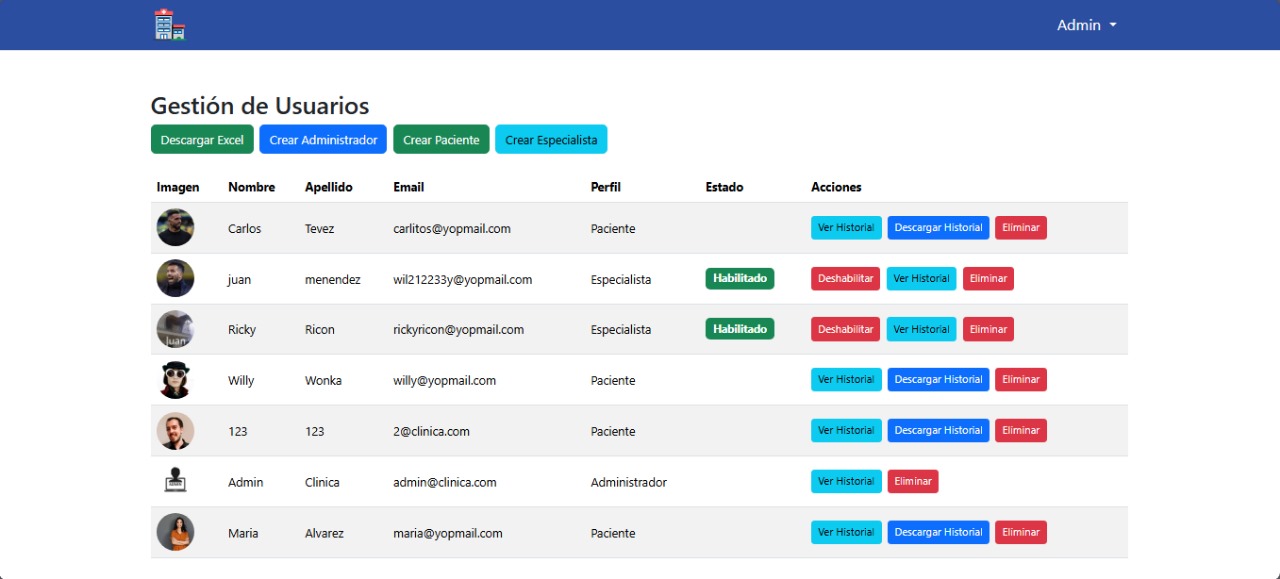 Admin
Gestión de Usuarios
Descargar Excel Crear Administrador Crear Paciente Crear Especialista
Imagen Nombre Apellido Email Perfil Estado Acciones
Carlos Tevez carlitos@yopmail.com Paciente Ver Historial Descargar Historial Eliminar
juan menendez wil212233y@yopmail.com Especialista Habilitado Deshabilitar Ver Historial Eliminar
Ricky Ricon rickyricon@yopmail.com Especialista Habilitado Deshabilitar Ver Historial Eliminar
Juan
Willy Wonka willy@yopmail.com Paciente Ver Historial Descargar Historial Eliminar
123 123 2@clinica.com Paciente Ver Historial Descargar Historial Eliminar
Admin Clinica admin@clinica.com Administrador Ver Historial Eliminar
Maria Alvarez maria@yopmail.com Paciente Ver Historial Descargar Historial Eliminar